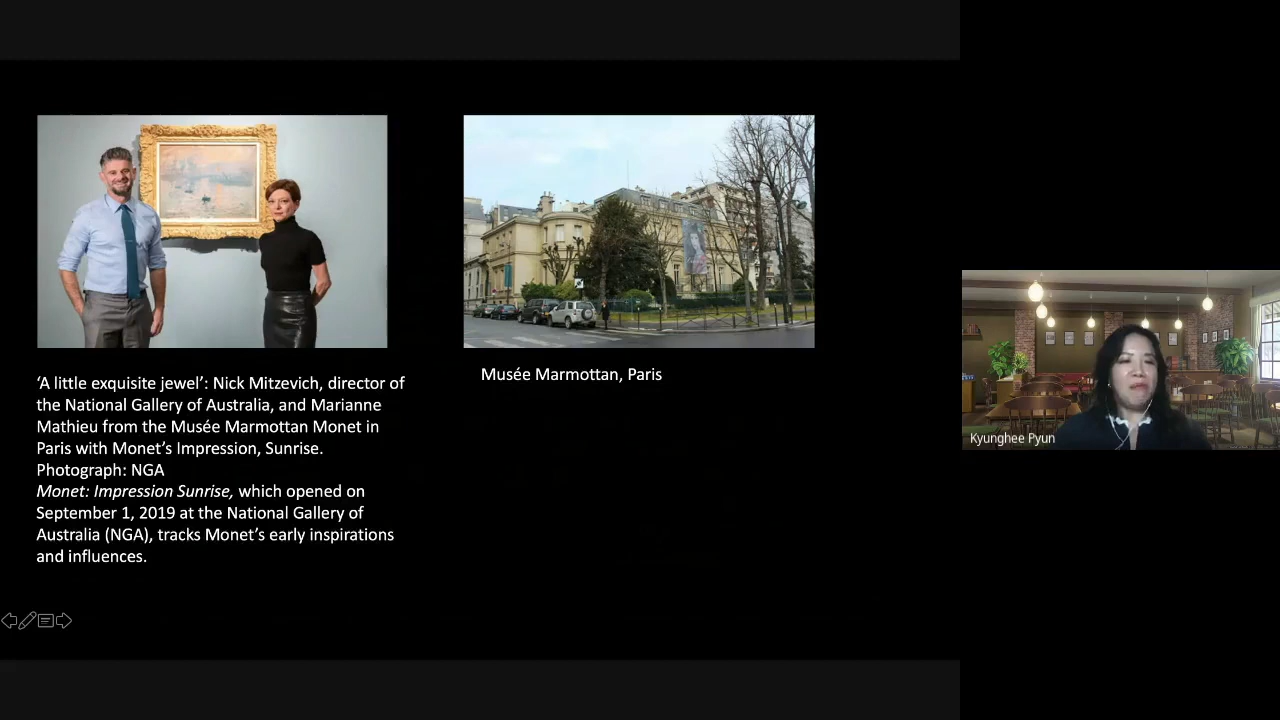 ‘A little exquisite jewel’: Nick Mitzevich, director of
the National Gallery of Australia, and Marianne
Mathieu from the Musée Marmottan Monet in
Paris with Monet’s Impression, Sunrise.
Photograph: NGA
Monet: Impression Sunrise, which opened on
September 1, 2019 at the National Gallery of
Australia (NGA), tracks Monet’s early inspirations
and influences.
Musée Marmottan, Paris
Kyunghee Pyun